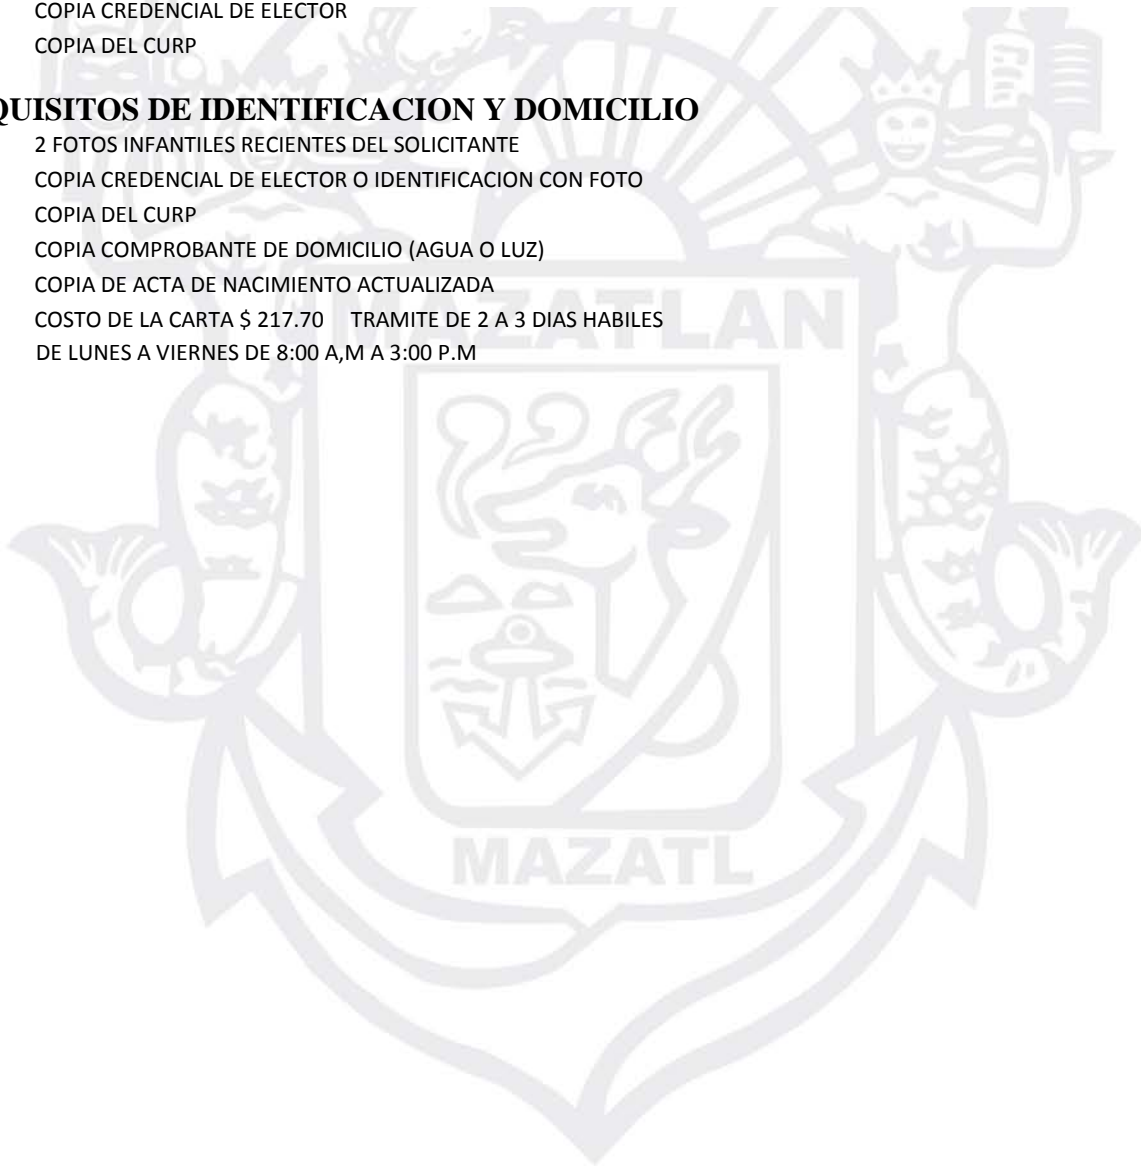 COPIA CREDENCIAL DE ELECTOR
COPIA DEL CURP
QUISITOS DE IDENTIFICACION Y DOMICILIO
2 FOTOS INFANTILES RECIENTES DEL SOLICITANTE
COPIA CREDENCIAL DE ELECTOR O IDENTIFICACION CON FOTO
COPIA DEL CURP
COPIA COMPROBANTE DE DOMICILIO (AGUA O LUZ)
COPIA DE ACTA DE NACIMIENTO ACTUALIZADA
COSTO DE LA CARTA $ 217.70 TRAMITE DE 2 A 3 DIAS HABILES
DE LUNES A VIERNES DE 8:00 A,M A 3:00 P.M
MAZATLAN
MAZATL